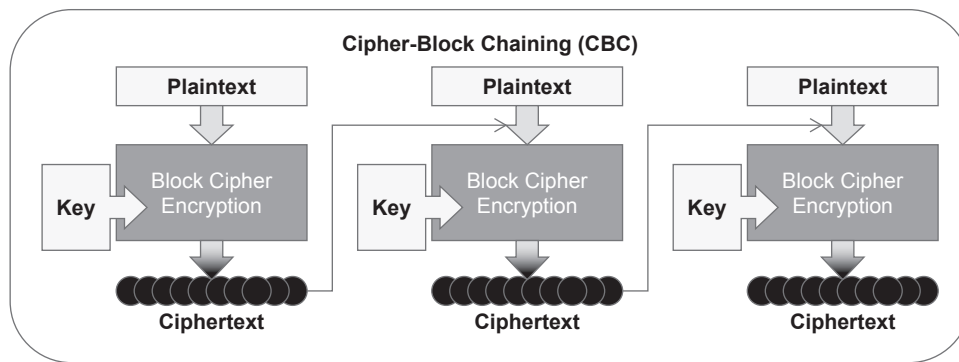 Cipher-Block Chaining (CBC)
Plaintext
Plaintext
Plaintext
Key
Block Cipher
Encryption
Key
Block Cipher
Encryption
Key
Block Cipher
Encryption
Ciphertext
Ciphertext
Ciphertext